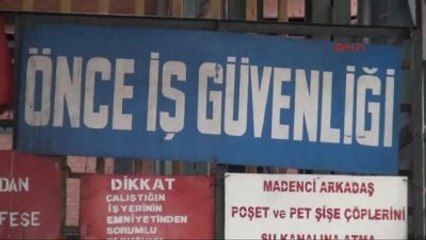 DHA
ÖNCE İŞ GÜVENLİĞİ
DAN
FESE
DİKKAT
ÇALIŞTIĞIN
İŞ YERİNİN
EMNİYETİNDEN
SORUMLU
MADENCİ ARKADAŞ
POŞET ve PET ŞİŞE ÇÖPLERİNİ
SU KANALINA ATMA